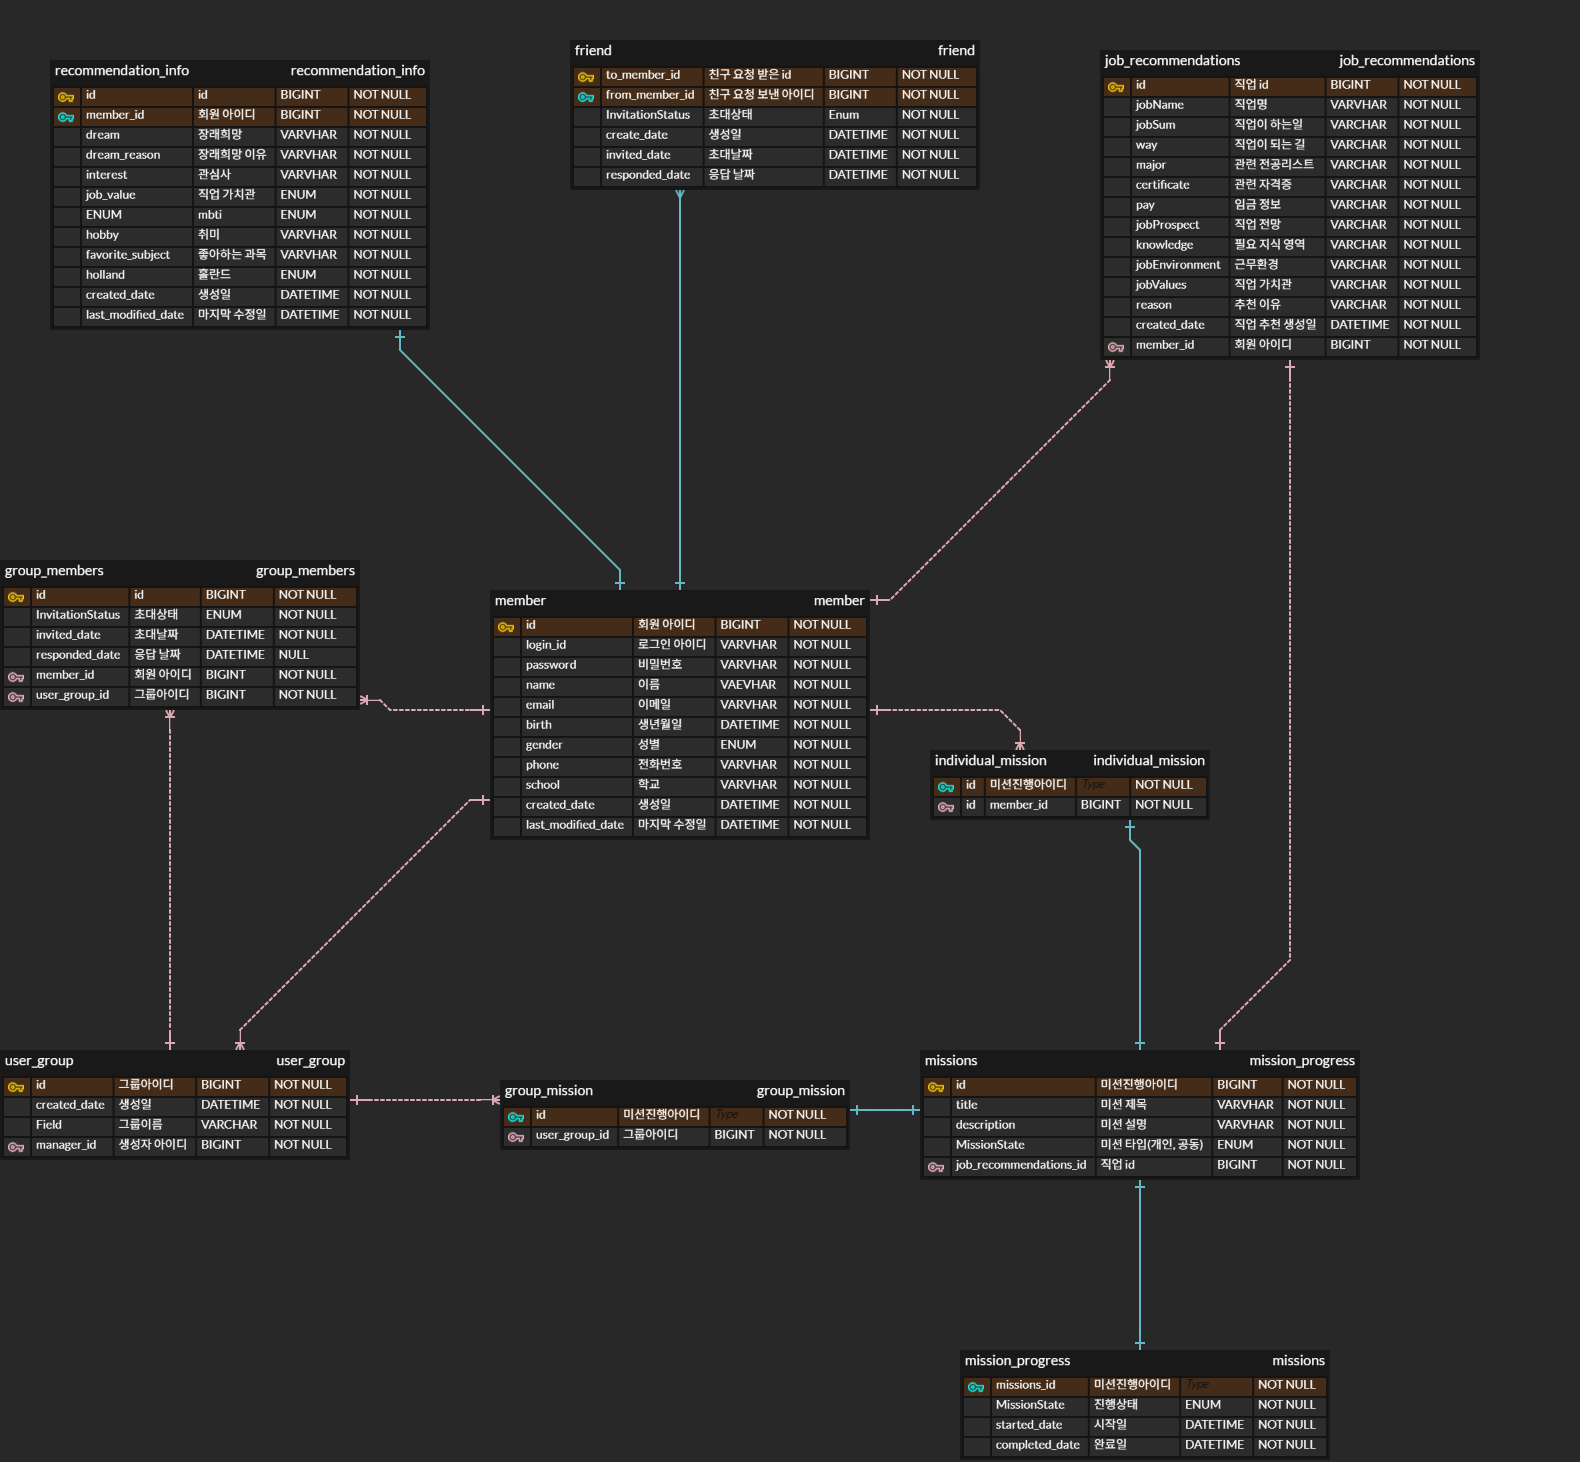 recommendation_info recommendation_info
id id BIGINT NOT NULL
member_id 회원 아이디 BIGINT NOT NULL
dream 장래희망 VARVHAR NOT NULL
dream_reason 장래희망 이유 VARVHAR NOT NULL
interest 관심사 VARVHAR NOT NULL
job_value 직업 가치관 ENUM NOT NULL
ENUM mbti ENUM NOT NULL
hobby 취미 VARVHAR NOT NULL
favorite_subject 좋아하는 과목 VARVHAR NOT NULL
holland 홀란드 ENUM NOT NULL
created_date 생성일 DATETIME NOT NULL
last_modified_date 마지막 수정일 DATETIME NOT NULL
friend friend
to_member_id 친구 요청 받은 id BIGINT NOT NULL
from_member_id 친구 요청 보낸 아이디 BIGINT NOT NULL
InvitationStatus 초대상태 Enum NOT NULL
create_date 생성일 DATETIME NOT NULL
invited_date 초대날짜 DATETIME NOT NULL
responded_date 응답 날짜 DATETIME NOT NULL
job_recommendations job_recommendations
id 직업 id BIGINT NOT NULL
jobName 직업명 VARVHAR NOT NULL
jobSum 직업이 하는일 VARCHAR NOT NULL
way 직업이 되는 길 VARCHAR NOT NULL
major 관련 전공리스트 VARCHAR NOT NULL
certificate 관련 자격증 VARCHAR NOT NULL
pay 임금 정보 VARCHAR NOT NULL
jobProspect 직업 전망 VARCHAR NOT NULL
knowledge 필요 지식 영역 VARCHAR NOT NULL
jobEnvironment 근무환경 VARCHAR NOT NULL
jobValues 직업 가치관 VARCHAR NOT NULL
reason 추천 이유 VARCHAR NOT NULL
created_date 직업 추천 생성일 DATETIME NOT NULL
member_id 회원 아이디 BIGINT NOT NULL
group_members group_members
id id BIGINT NOT NULL
InvitationStatus 초대상태 ENUM NOT NULL
invited_date 초대날짜 DATETIME NOT NULL
responded_date 응답 날짜 DATETIME NULL
member_id 회원 아이디 BIGINT NOT NULL
user_group_id 그룹아이디 BIGINT NOT NULL
member member
id 회원 아이디 BIGINT NOT NULL
login_id 로그인 아이디 VARVHAR NOT NULL
password 비밀번호 VARVHAR NOT NULL
name 이름 VAEVHAR NOT NULL
email 이메일 VARVHAR NOT NULL
birth 생년월일 DATETIME NOT NULL
gender 성별 ENUM NOT NULL
phone 전화번호 VARVHAR NOT NULL
school 학교 VARVHAR NOT NULL
created_date 생성일 DATETIME NOT NULL
last_modified_date 마지막 수정일 DATETIME NOT NULL
individual_mission individual_mission
id 미션진행아이디 Type NOT NULL
id member_id BIGINT NOT NULL
user_group user_group
id 그룹아이디 BIGINT NOT NULL
created_date 생성일 DATETIME NOT NULL
Field 그룹이름 VARCHAR NOT NULL
manager_id 생성자 아이디 BIGINT NOT NULL
group_mission group_mission
id 미션진행아이디 Type NOT NULL
user_group_id 그룹아이디 BIGINT NOT NULL
missions mission_progress
id 미션진행아이디 BIGINT NOT NULL
title 미션 제목 VARVHAR NOT NULL
description 미션 설명 VARVHAR NOT NULL
MissionState 미션 타입(개인, 공동) ENUM NOT NULL
job_recommendations_id 직업 id BIGINT NOT NULL
mission_progress missions
missions_id 미션진행아이디 Type NOT NULL
MissionState 진행상태 ENUM NOT NULL
started_date 시작일 DATETIME NOT NULL
completed_date 완료일 DATETIME NOT NULL